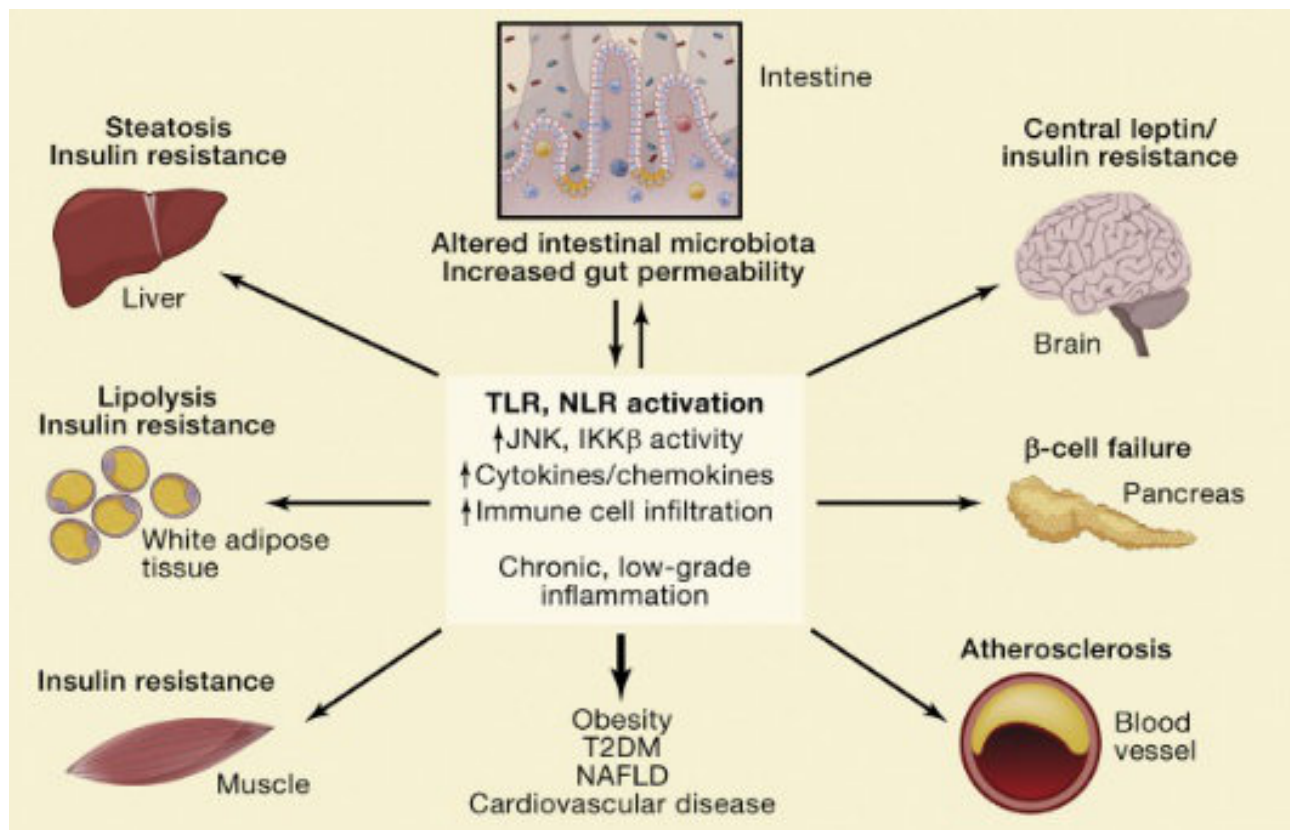 Intestine
Steatosis
Insulin resistance
Liver
Altered intestinal microbiota
Increased gut permeability
Central leptin/
insulin resistance
Brain
Lipolysis
Insulin resistance
White adipose
tissue
TLR, NLR activation
↑JNK, IKKβ activity
↑Cytokines/chemokines
↑Immune cell infiltration
Chronic, low-grade
inflammation
β-cell failure
Pancreas
Insulin resistance
Muscle
Obesity
T2DM
NAFLD
Cardiovascular disease
Atherosclerosis
Blood
vessel